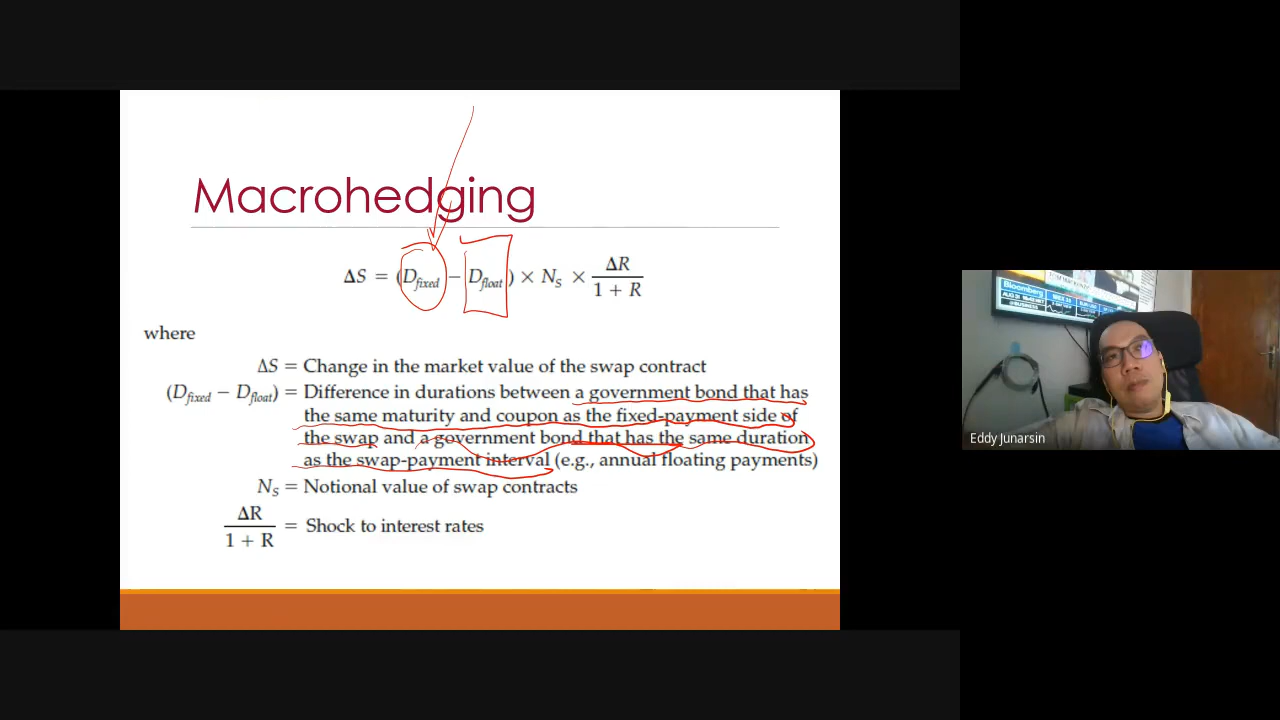 Macrohedging
ΔS = (D_fixed − D_float) × N_S × ΔR / 1 + R
where
ΔS = Change in the market value of the swap contract
(D_fixed − D_float) = Difference in durations between a government bond that has
the same maturity and coupon as the fixed-payment side of
the swap and a government bond that has the same duration
as the swap-payment interval (e.g., annual floating payments)
N_S = Notional value of swap contracts
ΔR / 1 + R = Shock to interest rates
Bloomberg
Eddy Junarsin